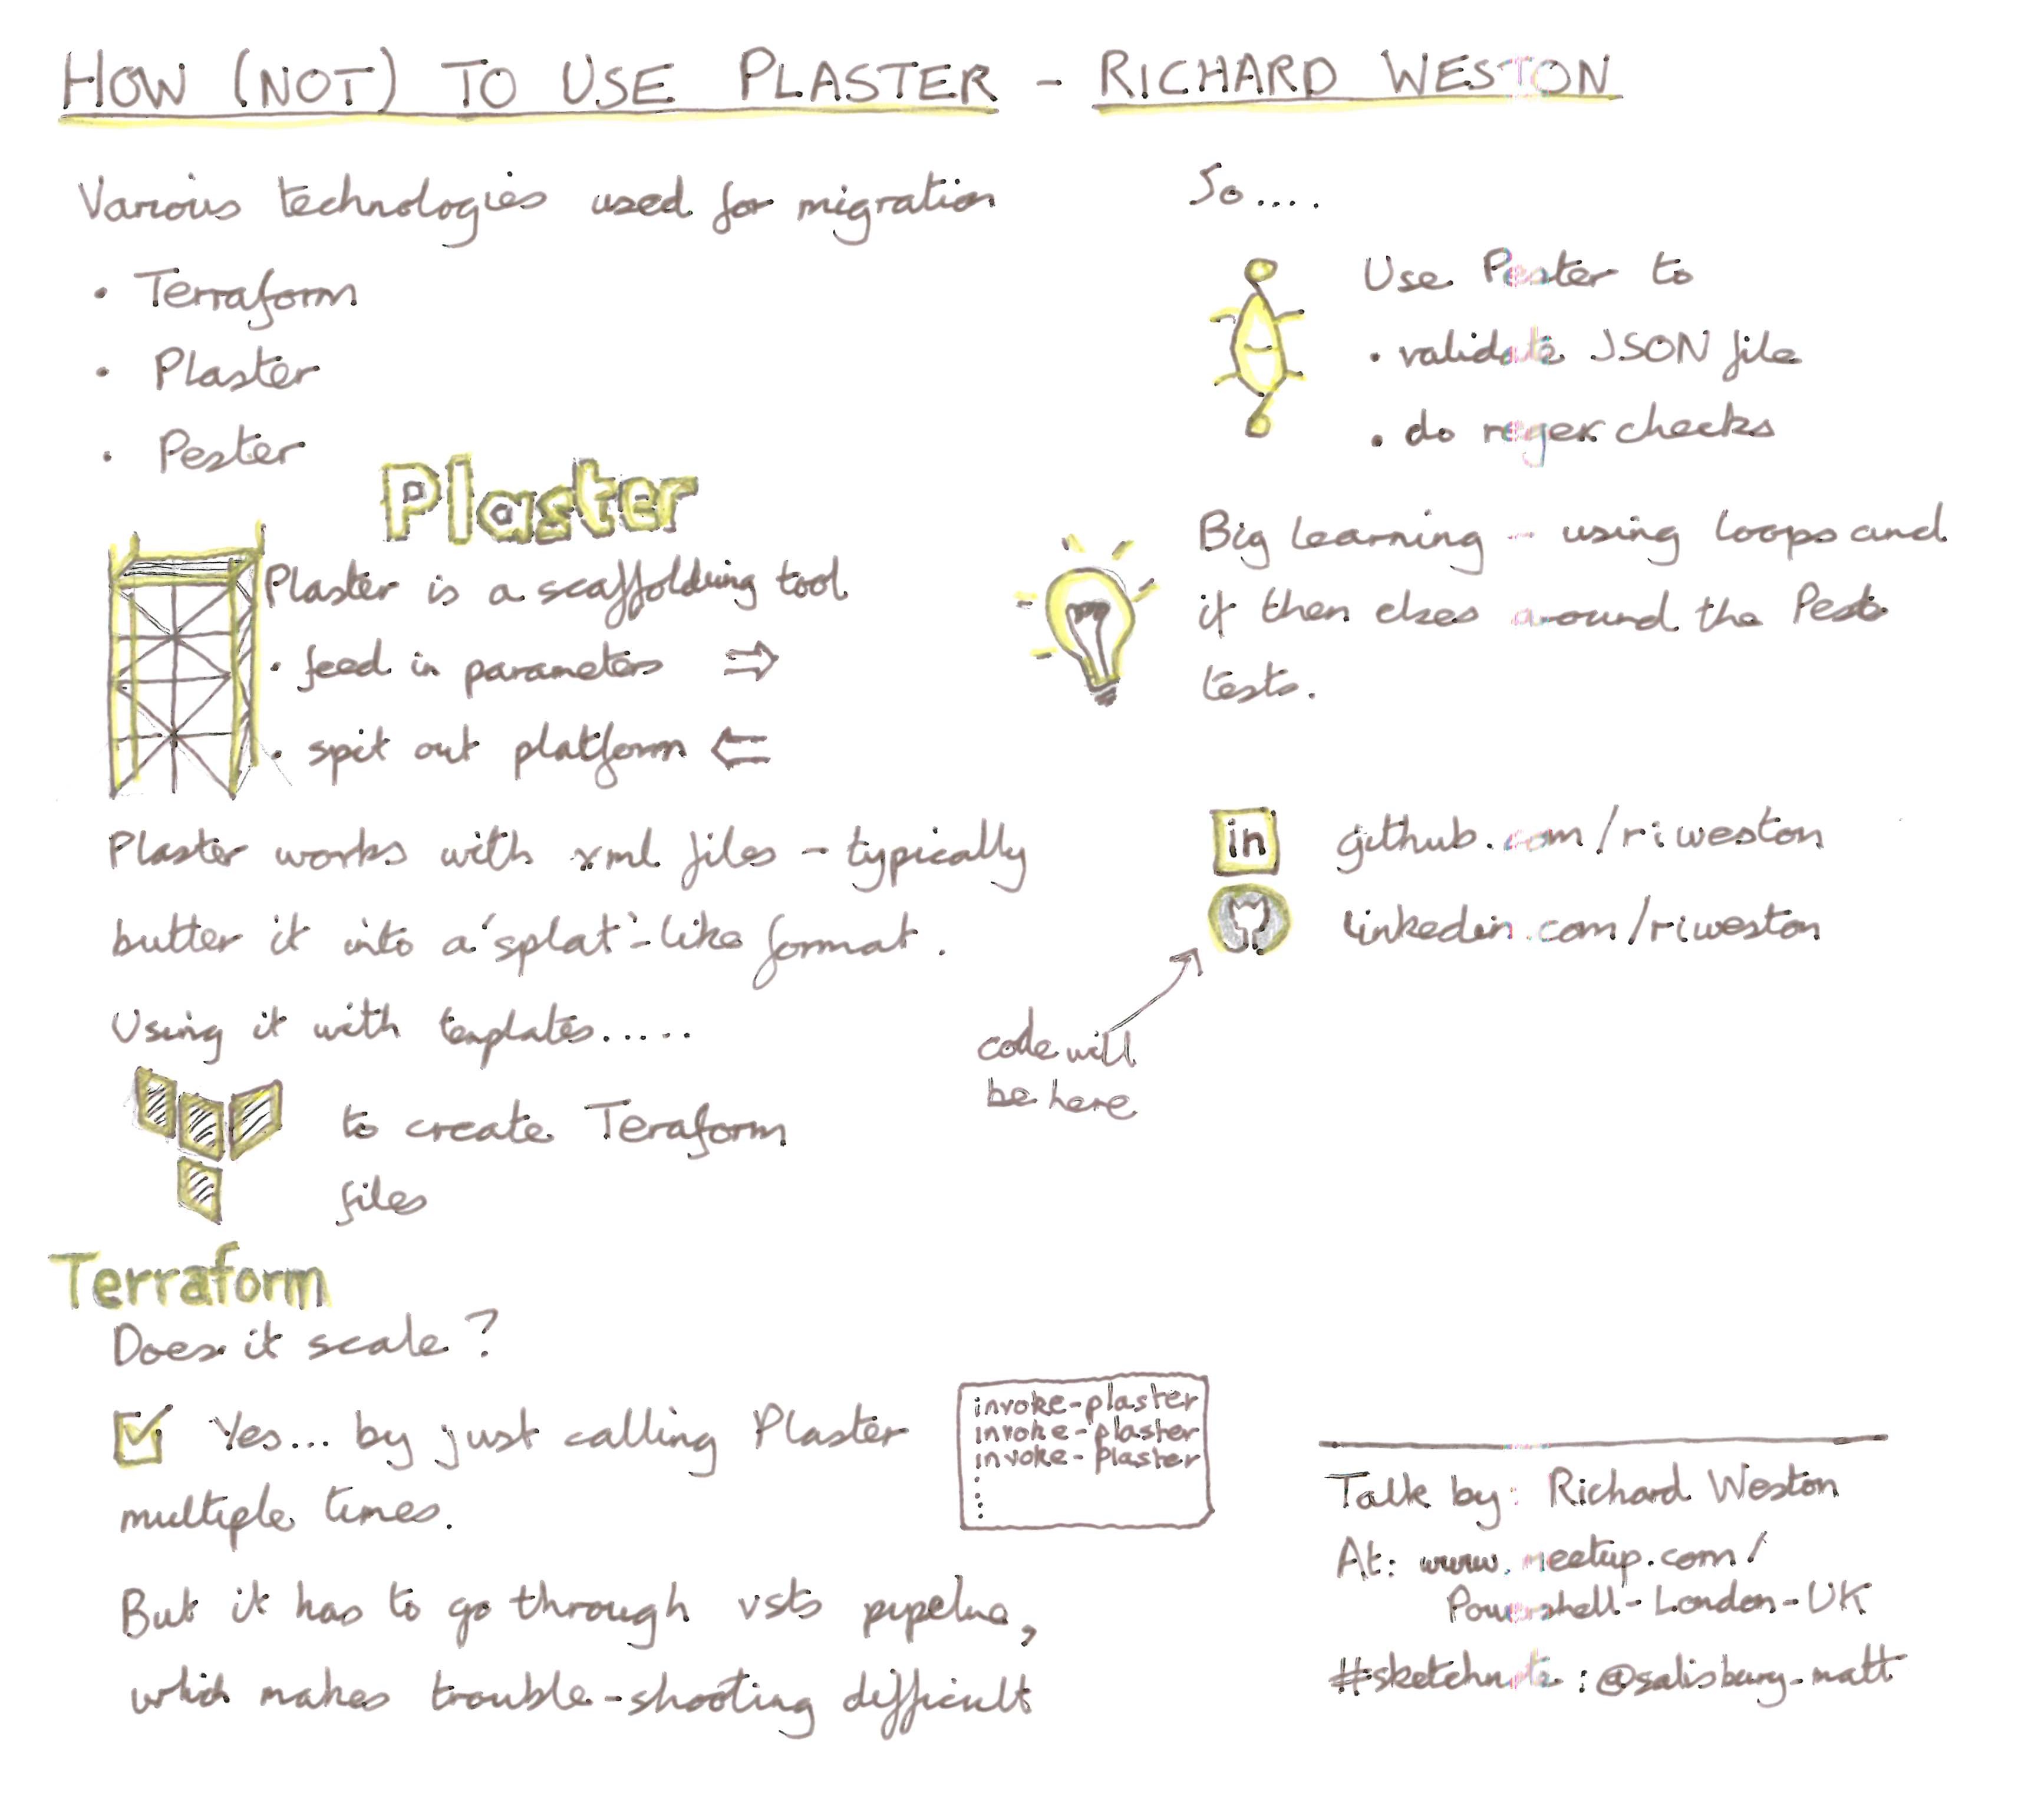 HOW (NOT) TO USE PLASTER - RICHARD WESTON
Various technologies used for migration
• Terraform
• Plaster
• Pester
Plaster
Plaster is a scaffolding tool
• feed in parameters ⇒
• spit out platform ⇐
Plaster works with xml files - typically
butter it into a 'splat'-like format.
Using it with templates......
to create Teraform
files
Terraform
Does it scale?
Yes... by just calling Plaster
multiple times.
invoke-plaster
invoke-plaster
invoke-plaster
But it has to go through vsts pipeline,
which makes trouble-shooting difficult
So....
Use Pester to
• validate JSON file
• do regex checks
Big learning - using loops and
if then elses around the
tests.
in
github.com/riweston
linkedin.com/riweston
code will
be here
Talk by: Richard Weston
At: www.meetup.com/
Powershell-London-UK
#sketchnote: @salisbury_matt